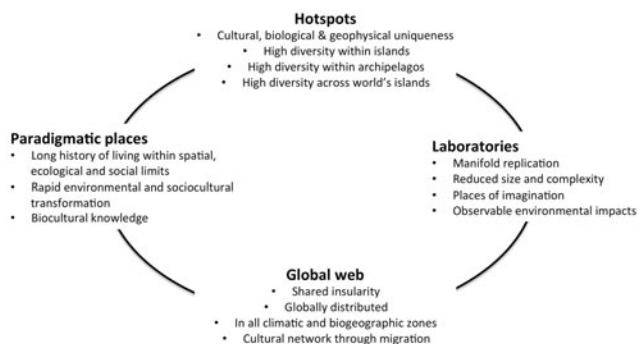 Hotspots
• Cultural, biological & geophysical uniqueness
• High diversity within islands
• High diversity within archipelagos
• High diversity across world's islands
Paradigmatic places
• Long history of living within spatial,
ecological and social limits
• Rapid environmental and sociocultural
transformation
• Biocultural knowledge
Laboratories
• Manifold replication
• Reduced size and complexity
• Places of imagination
• Observable environmental impacts
Global web
• Shared insularity
• Globally distributed
• In all climatic and biogeographic zones
• Cultural network through migration